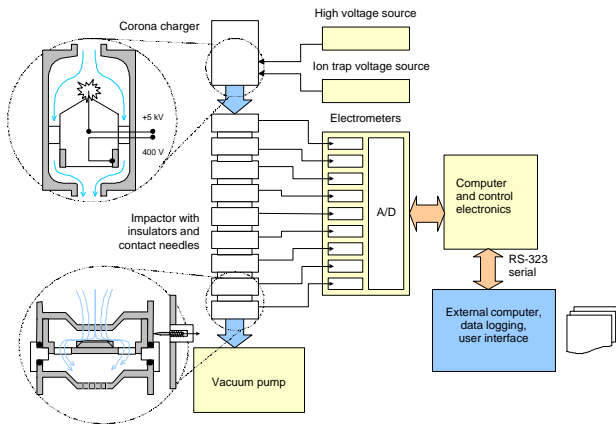 Corona charger
High voltage source
Ion trap voltage source
+5 kV
400 V
Electrometers
A/D
Computer
and control
electronics
Impactor with
insulators and
contact needles
RS-323
serial
External computer,
data logging,
user interface
Vacuum pump